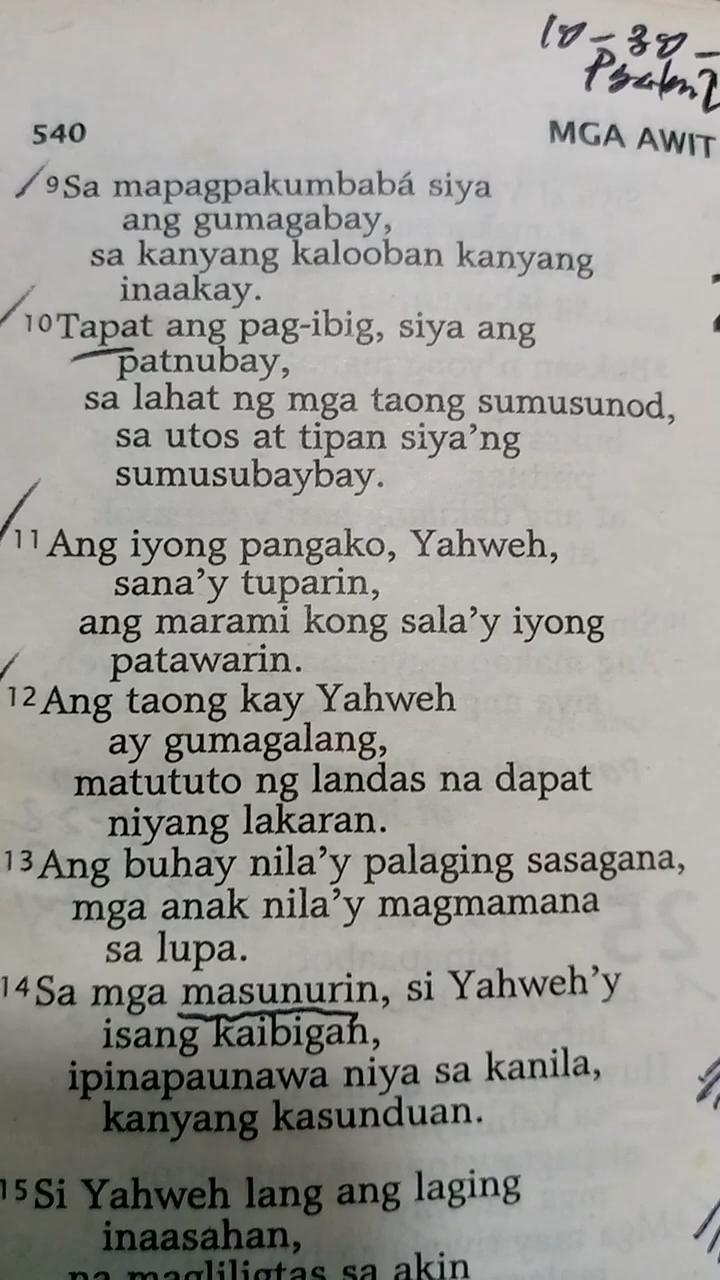 10-30-
Psalm
540
MGA AWIT
9Sa mapagpakumbabá siya
ang gumagabay,
sa kanyang kalooban kanyang
inaakay.
10Tapat ang pag-ibig, siya ang
patnubay,
sa lahat ng mga taong sumusunod,
sa utos at tipan siya’ng
sumusubaybay.
11Ang iyong pangako, Yahweh,
sana’y tuparin,
ang marami kong sala’y iyong
patawarin.
12Ang taong kay Yahweh
ay gumagalang,
matututo ng landas na dapat
niyang lakaran.
13Ang buhay nila’y palaging sasagana,
mga anak nila’y magmamana
sa lupa.
14Sa mga masunurin, si Yahweh’y
isang kaibigan,
ipinapaunawa niya sa kanila,
kanyang kasunduan.
15Si Yahweh lang ang laging
inaasahan,
na magliligtas sa akin